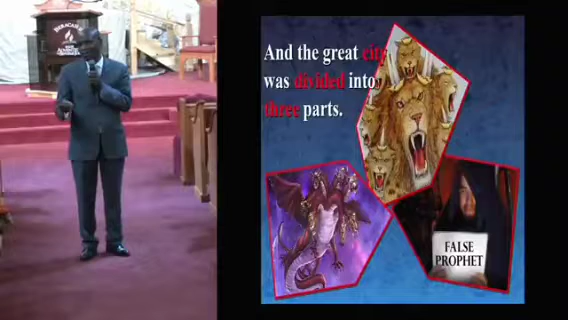 And the great city
was divided into
three parts.
FALSE
PROPHET